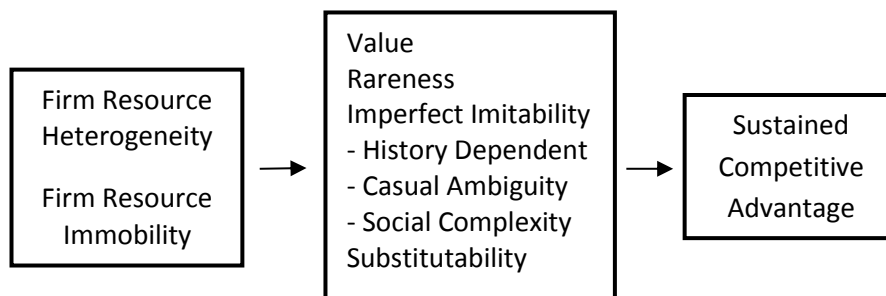 Firm Resource
Heterogeneity
Firm Resource
Immobility
Value
Rareness
Imperfect Imitability
- History Dependent
- Casual Ambiguity
- Social Complexity
Substitutability
Sustained
Competitive
Advantage